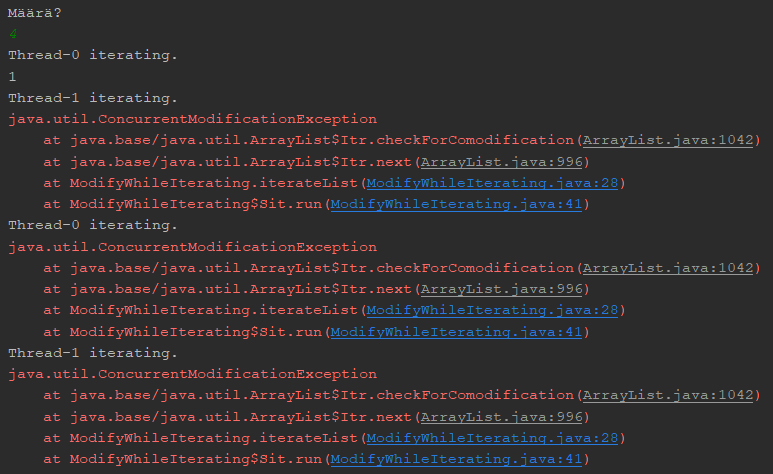 Määrä?
4
Thread-0 iterating.
1
Thread-1 iterating.
java.util.ConcurrentModificationException
    at java.base/java.util.ArrayList$Itr.checkForComodification(ArrayList.java:1042)
    at java.base/java.util.ArrayList$Itr.next(ArrayList.java:996)
    at ModifyWhileIterating.iterateList(ModifyWhileIterating.java:28)
    at ModifyWhileIterating$Sit.run(ModifyWhileIterating.java:41)
Thread-0 iterating.
java.util.ConcurrentModificationException
    at java.base/java.util.ArrayList$Itr.checkForComodification(ArrayList.java:1042)
    at java.base/java.util.ArrayList$Itr.next(ArrayList.java:996)
    at ModifyWhileIterating.iterateList(ModifyWhileIterating.java:28)
    at ModifyWhileIterating$Sit.run(ModifyWhileIterating.java:41)
Thread-1 iterating.
java.util.ConcurrentModificationException
    at java.base/java.util.ArrayList$Itr.checkForComodification(ArrayList.java:1042)
    at java.base/java.util.ArrayList$Itr.next(ArrayList.java:996)
    at ModifyWhileIterating.iterateList(ModifyWhileIterating.java:28)
    at ModifyWhileIterating$Sit.run(ModifyWhileIterating.java:41)